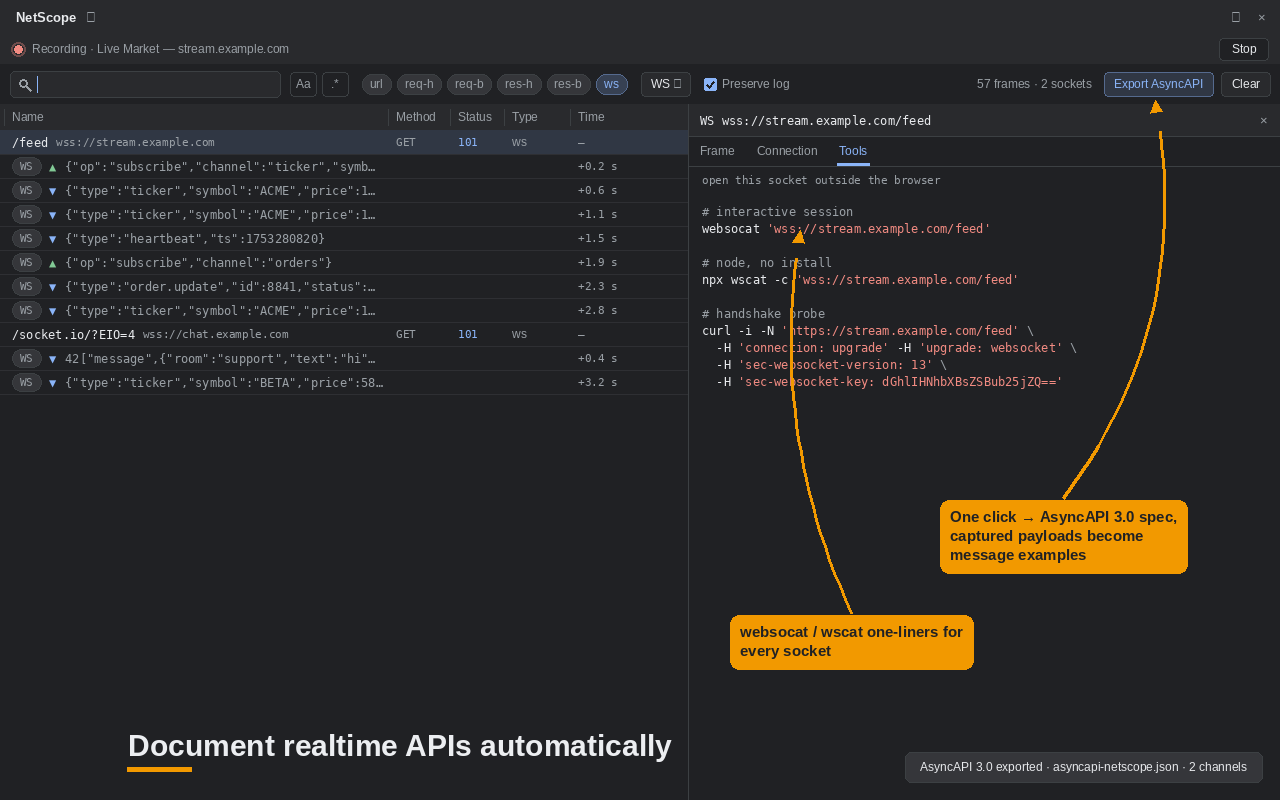 NetScope
×
Recording · Live Market — stream.example.com
Stop
Aa
.*
url
req-h
req-b
res-h
res-b
ws
WS
Preserve log
57 frames · 2 sockets
Export AsyncAPI
Clear
Name
Method
Status
Type
Time
/feed wss://stream.example.com GET 101 ws —
WS ▲ {"op":"subscribe","channel":"ticker","symb… +0.2 s
WS ▼ {"type":"ticker","symbol":"ACME","price":1… +0.6 s
WS ▼ {"type":"ticker","symbol":"ACME","price":1… +1.1 s
WS ▼ {"type":"heartbeat","ts":1753280820} +1.5 s
WS ▲ {"op":"subscribe","channel":"orders"} +1.9 s
WS ▼ {"type":"order.update","id":8841,"status":… +2.3 s
WS ▼ {"type":"ticker","symbol":"ACME","price":1… +2.8 s
/socket.io/?EIO=4 wss://chat.example.com GET 101 ws —
WS ▼ 42["message",{"room":"support","text":"hi"… +0.4 s
WS ▼ {"type":"ticker","symbol":"BETA","price":58… +3.2 s
WS wss://stream.example.com/feed ×
Frame
Connection
Tools
open this socket outside the browser
# interactive session
websocat 'wss://stream.example.com/feed'
# node, no install
npx wscat -c 'wss://stream.example.com/feed'
# handshake probe
curl -i -N 'https://stream.example.com/feed' \
-H 'connection: upgrade' -H 'upgrade: websocket' \
-H 'sec-websocket-version: 13' \
-H 'sec-websocket-key: dGhlIHNhbXBsZSBub25jZQ=='
One click → AsyncAPI 3.0 spec,
captured payloads become
message examples
websocat / wscat one-liners for
every socket
Document realtime APIs automatically
AsyncAPI 3.0 exported · asyncapi-netscope.json · 2 channels